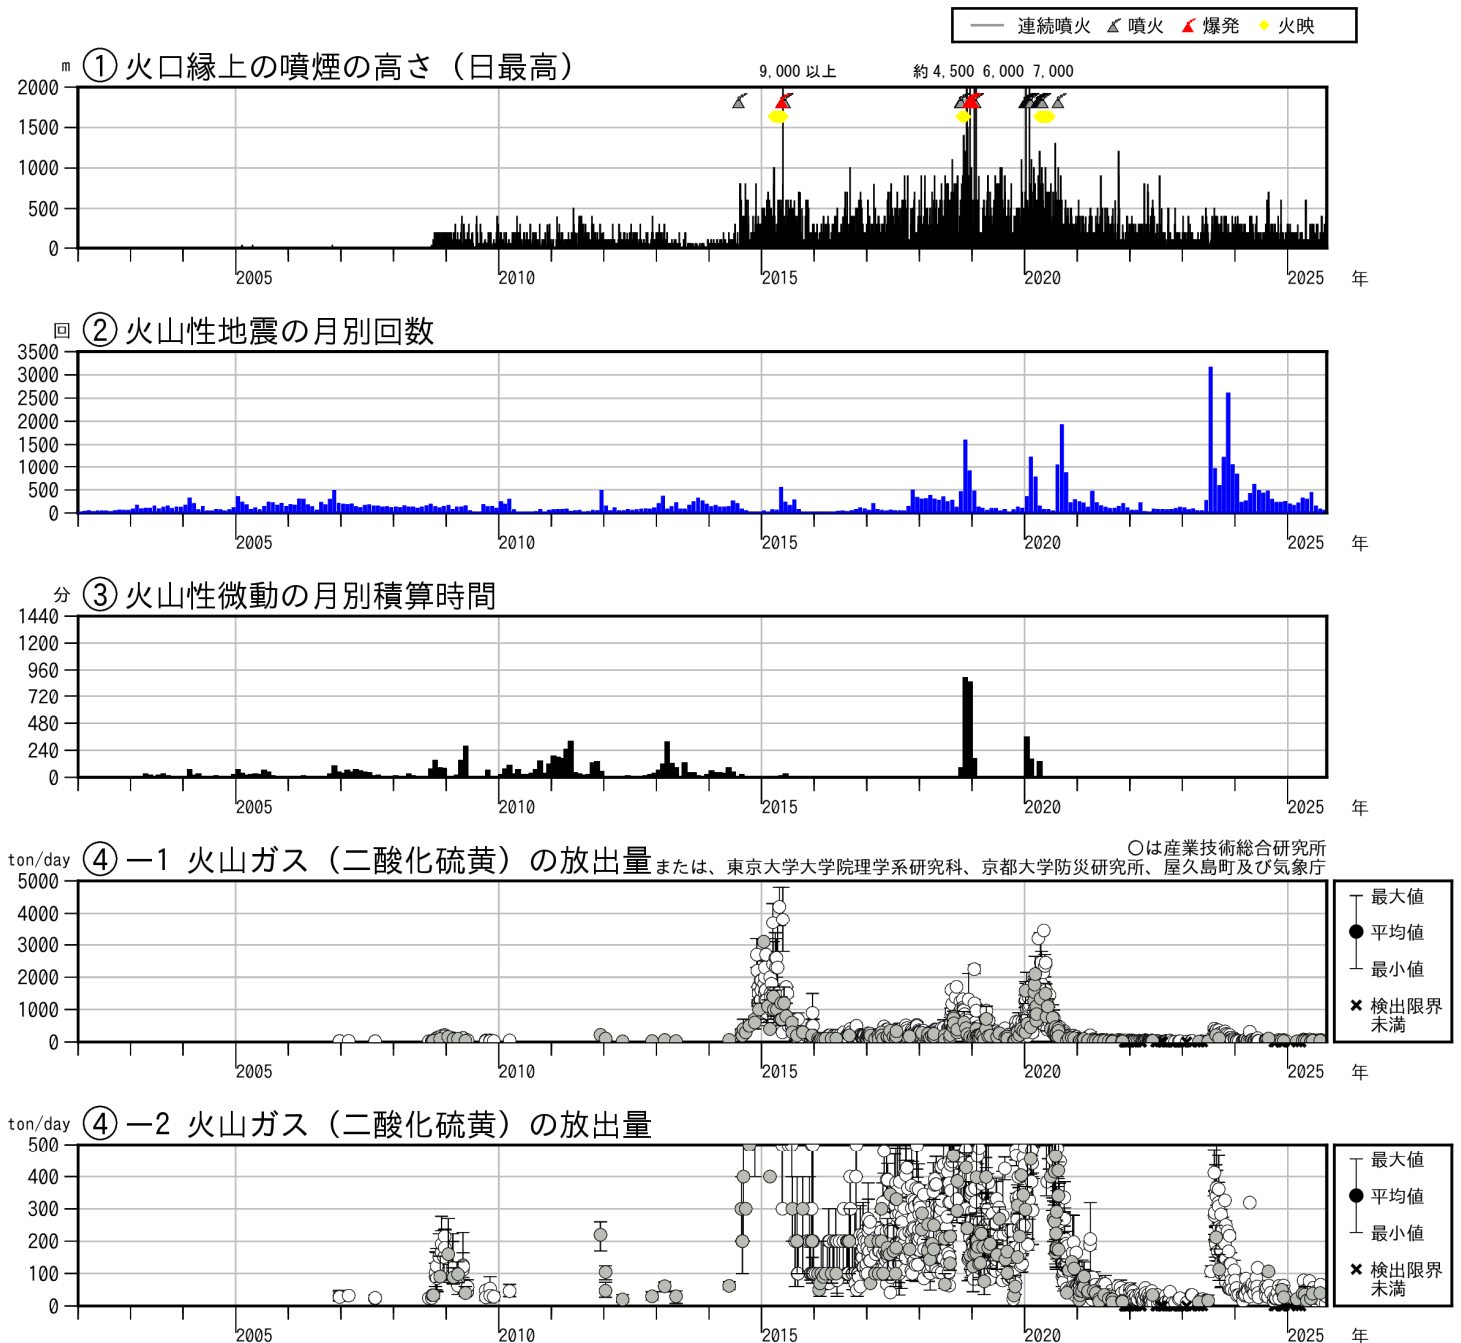 連続噴火 噴火 爆発 火映
m ①火口縁上の噴煙の高さ（日最高）
9,000 以上 約 4,500 6,000 7,000
2000
1500
1000
500
0
2005 2010 2015 2020 2025 年
回 ②火山性地震の月別回数
3500
3000
2500
2000
1500
1000
500
0
2005 2010 2015 2020 2025 年
分 ③火山性微動の月別積算時間
1440
1200
960
720
480
240
0
2005 2010 2015 2020 2025 年
○は産業技術総合研究所
ton/day ④－1 火山ガス（二酸化硫黄）の放出量または、東京大学大学院理学系研究科、京都大学防災研究所、屋久島町及び気象庁
5000
4000
3000
2000
1000
0
最大値
平均値
最小値
検出限界
未満
2005 2010 2015 2020 2025 年
ton/day ④－2 火山ガス（二酸化硫黄）の放出量
500
400
300
200
100
0
最大値
平均値
最小値
検出限界
未満
2005 2010 2015 2020 2025 年